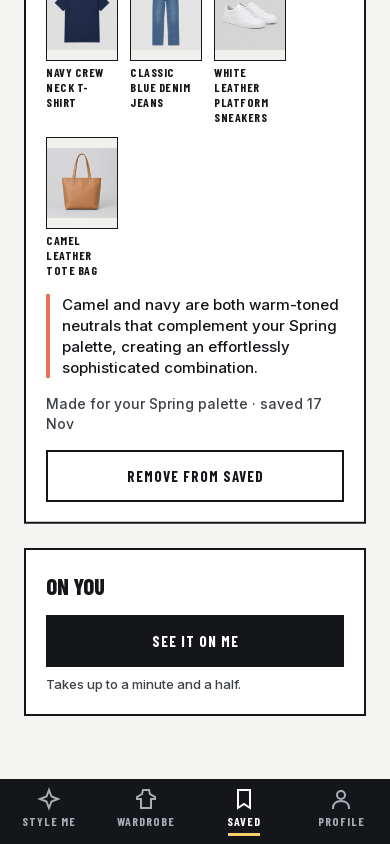 NAVY CREW
NECK T-
SHIRT
CLASSIC
BLUE DENIM
JEANS
WHITE
LEATHER
PLATFORM
SNEAKERS
CAMEL
LEATHER
TOTE BAG
Camel and navy are both warm-toned
neutrals that complement your Spring
palette, creating an effortlessly
sophisticated combination.
Made for your Spring palette · saved 17
Nov
REMOVE FROM SAVED
ON YOU
SEE IT ON ME
Takes up to a minute and a half.
STYLE ME
WARDROBE
SAVED
PROFILE